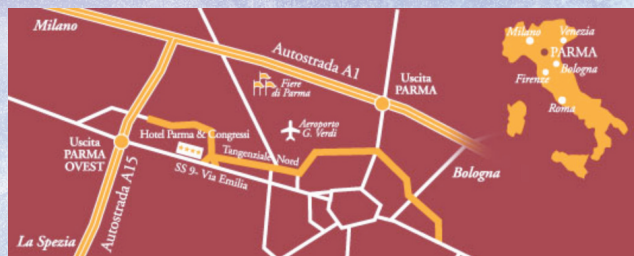 Milano
Autostrada A1
Fiere
di Parma
Uscita
PARMA
Aeroporto
G. Verdi
Hotel Parma & Congressi
Tangenziale Nord
Uscita
PARMA
OVEST
SS 9- Via Emilia
Autostrada A15
La Spezia
Bologna
Milano
Venezia
PARMA
Bologna
Firenze
Roma